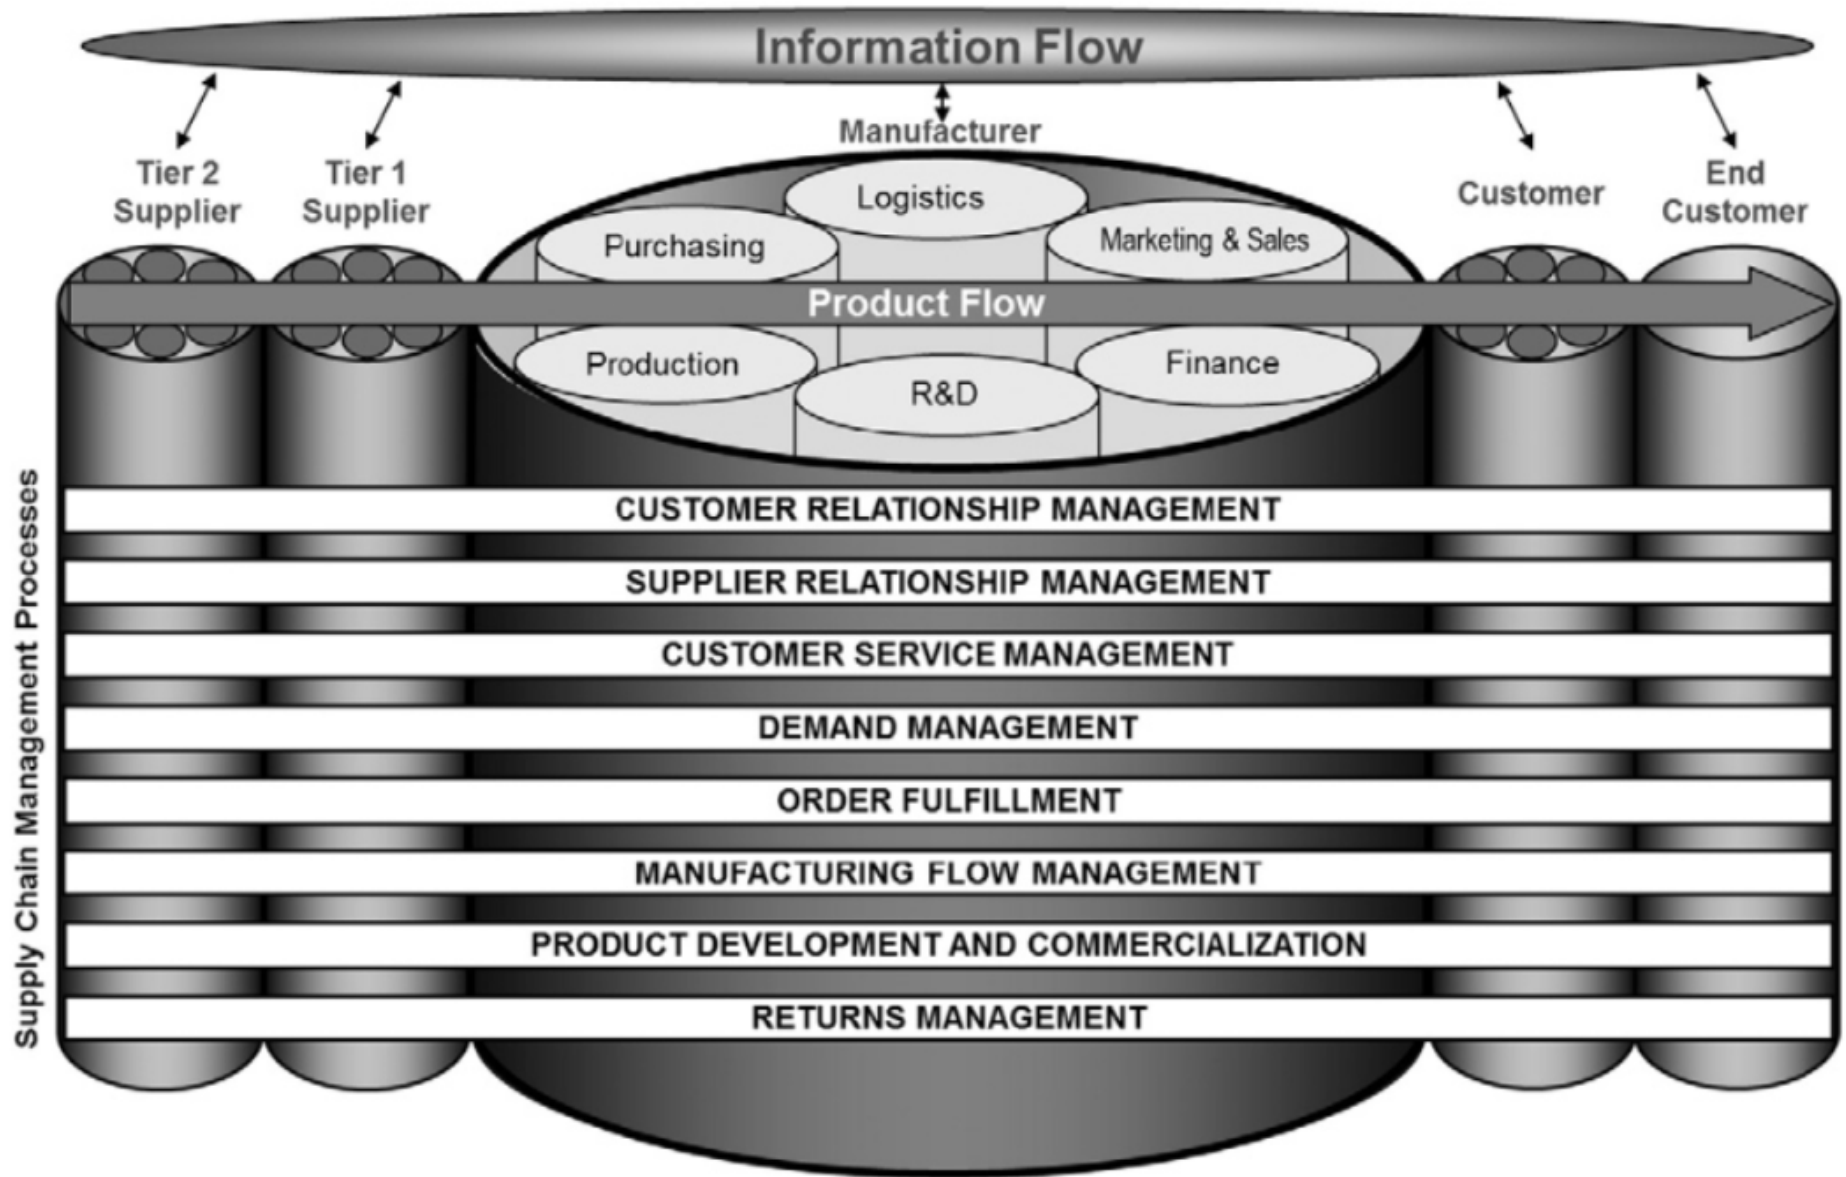 Information Flow
Manufacturer
Tier 2
Supplier
Tier 1
Supplier
Customer
End
Customer
Logistics
Purchasing
Marketing & Sales
Product Flow
Production
R&D
Finance
Supply Chain Management Processes
CUSTOMER RELATIONSHIP MANAGEMENT
SUPPLIER RELATIONSHIP MANAGEMENT
CUSTOMER SERVICE MANAGEMENT
DEMAND MANAGEMENT
ORDER FULFILLMENT
MANUFACTURING FLOW MANAGEMENT
PRODUCT DEVELOPMENT AND COMMERCIALIZATION
RETURNS MANAGEMENT